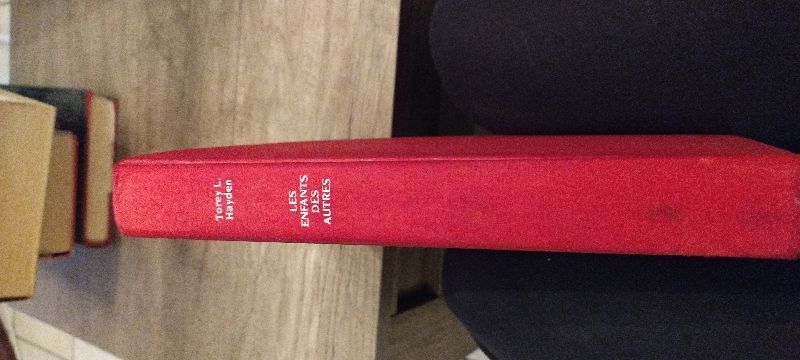 Torey L.
Hayden
LES
ENFANTS
DES
AUTRES